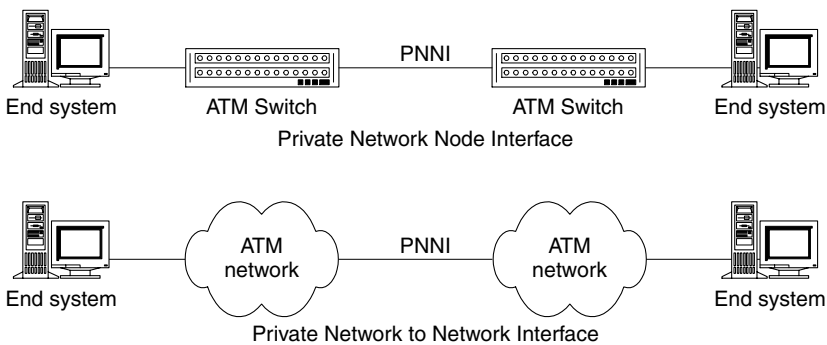 PNNI
End system ATM Switch ATM Switch End system
Private Network Node Interface
ATM network PNNI ATM network
End system End system
Private Network to Network Interface